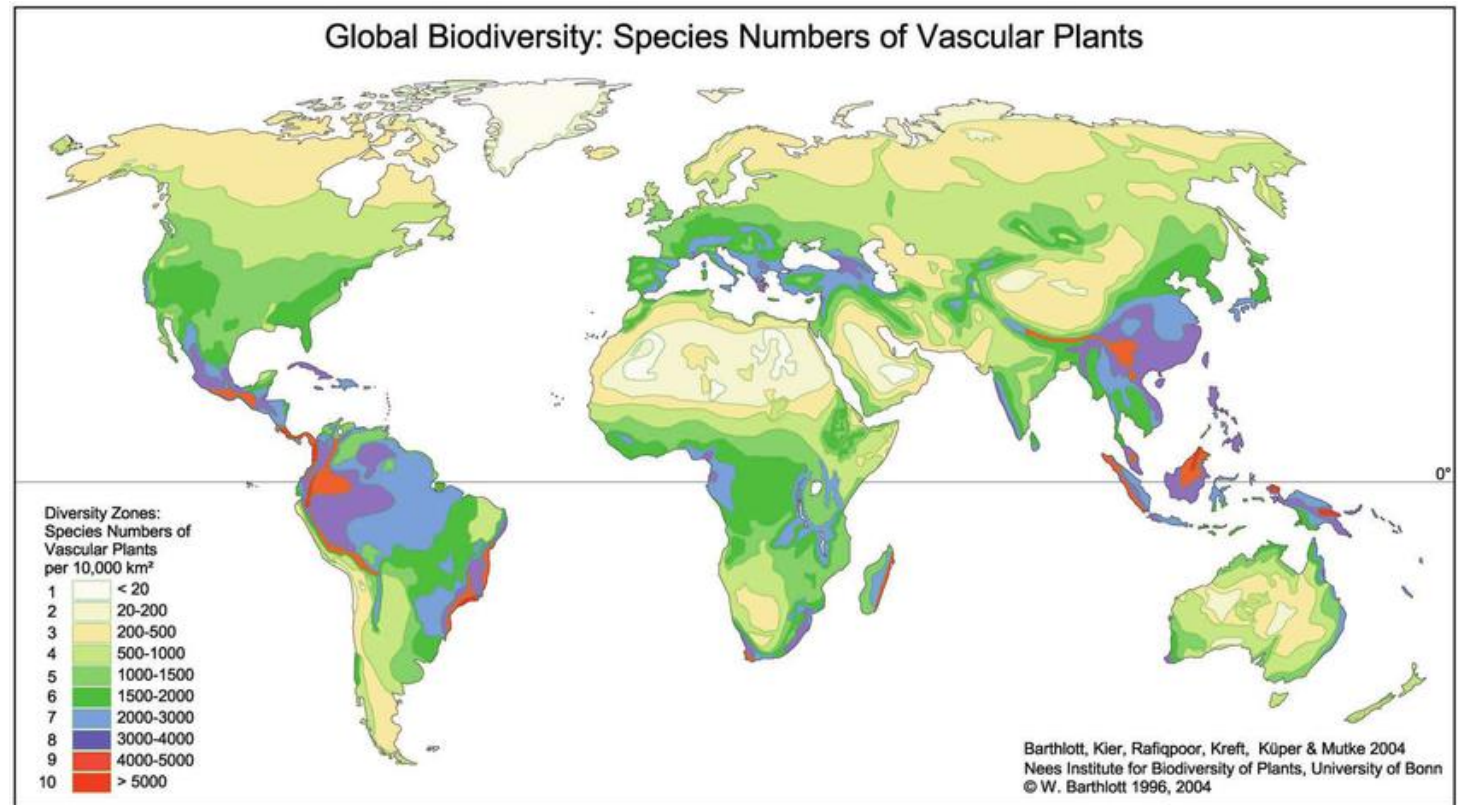 Global Biodiversity: Species Numbers of Vascular Plants
0°
Diversity Zones:
Species Numbers of
Vascular Plants
per 10,000 km²
1 < 20
2 20-200
3 200-500
4 500-1000
5 1000-1500
6 1500-2000
7 2000-3000
8 3000-4000
9 4000-5000
10 > 5000
Barthlott, Kier, Rafiqpoor, Kreft, Küper & Mutke 2004
Nees Institute for Biodiversity of Plants, University of Bonn
© W. Barthlott 1996, 2004